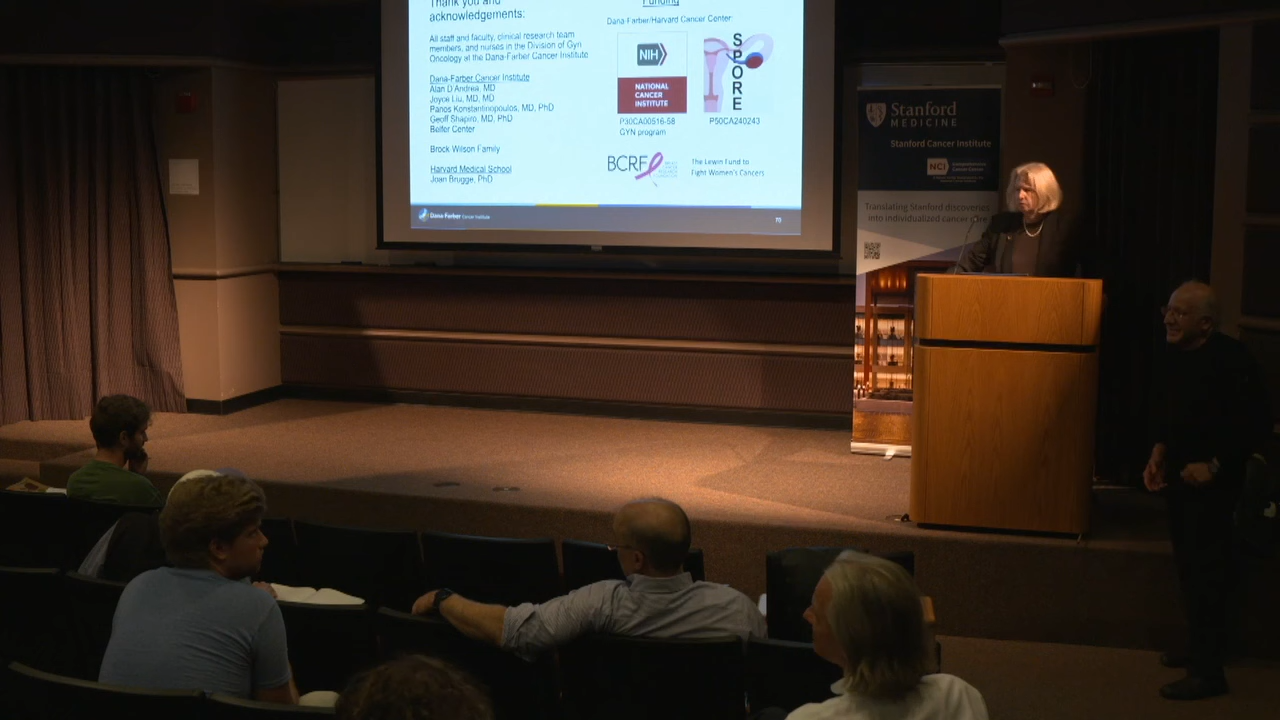 Thank you and
acknowledgements:
All staff and faculty, clinical research team
members, and nurses in the Division of Gyn
Oncology at the Dana-Farber Cancer Institute
Dana-Farber Cancer Institute
Alan D'Andrea, MD
Joyce Liu, MD, MD
Panos Konstantinopoulos, MD, PhD
Geoff Shapiro, MD, PhD
Belfer Center
Brock Wilson Family
Harvard Medical School
Joan Brugge, PhD
Funding
Dana-Farber/Harvard Cancer Center:
NIH
NATIONAL
CANCER
INSTITUTE
P30CA00516-58
GYN program
SPORE
P50CA240243
BCRF
The Lewin Fund to
Fight Women's Cancers
Dana-Farber Cancer Institute
70
Stanford
MEDICINE
Stanford Cancer Institute
NCI
Translating Stanford discoveries
into individualized cancer care